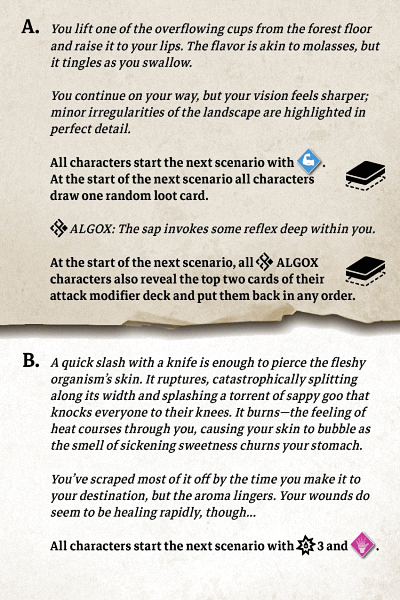 A. You lift one of the overflowing cups from the forest floor
and raise it to your lips. The flavor is akin to molasses, but
it tingles as you swallow.
You continue on your way, but your vision feels sharper;
minor irregularities of the landscape are highlighted in
perfect detail.
All characters start the next scenario with .
At the start of the next scenario all characters
draw one random loot card.
ALGOX: The sap invokes some reflex deep within you.
At the start of the next scenario, all ALGOX
characters also reveal the top two cards of their
attack modifier deck and put them back in any order.
B. A quick slash with a knife is enough to pierce the fleshy
organism's skin. It ruptures, catastrophically splitting
along its width and splashing a torrent of sappy goo that
knocks everyone to their knees. It burns—the feeling of
heat courses through you, causing your skin to bubble as
the smell of sickening sweetness churns your stomach.
You've scraped most of it off by the time you make it to
your destination, but the aroma lingers. Your wounds do
seem to be healing rapidly, though...
All characters start the next scenario with 3 and .